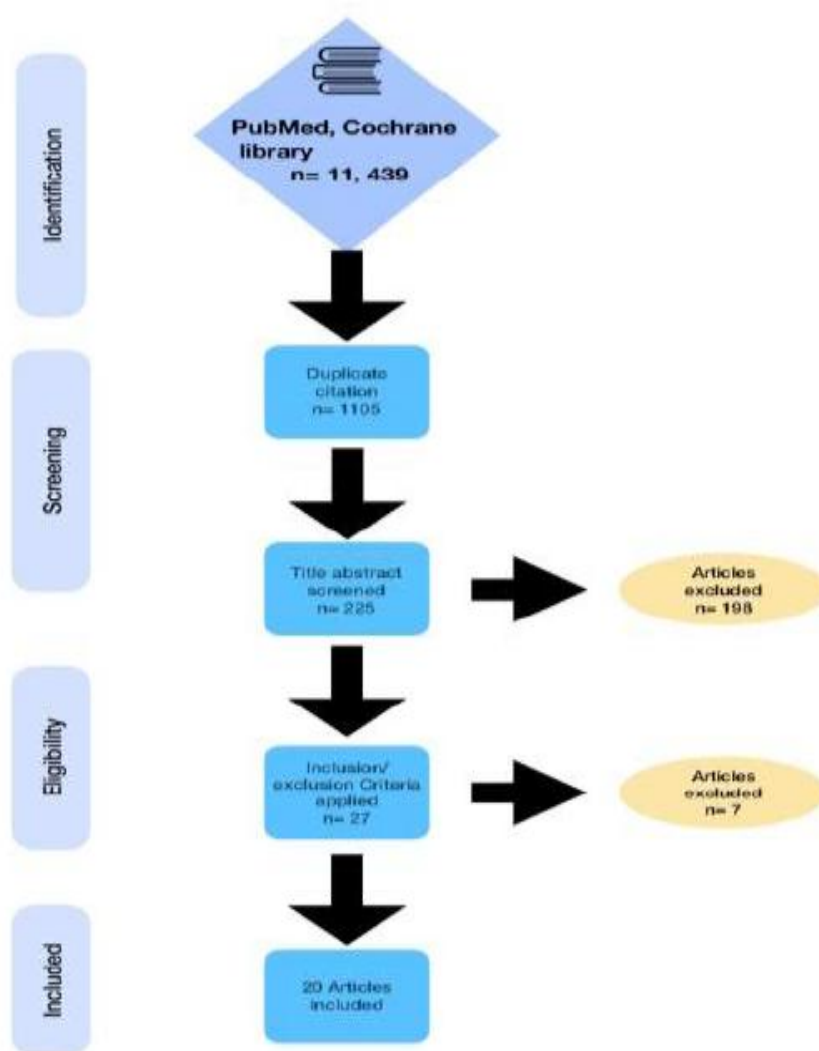 Identification
PubMed, Cochrane
library
n= 11, 439
Screening
Duplicate
citation
n= 1105
Title abstract
screened
n= 225
Articles
excluded
n= 198
Eligibility
Inclusion/
exclusion Criteria
applied
n= 27
Articles
excluded
n= 7
Included
20 Articles
included